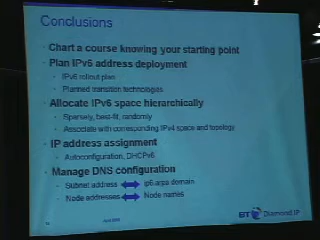 Conclusions
Chart a course knowing your starting point
Plan IPv6 address deployment
IPv6 rollout plan
Planned transition technologies
Allocate IPv6 space hierarchically
Sparsely, best-fit, randomly
Associate with corresponding IPv4 space and topology
IP address assignment
Autoconfiguration, DHCPv6
Manage DNS configuration
Subnet address ip6.arpa domain
Node addresses Node names
BT Diamond IP